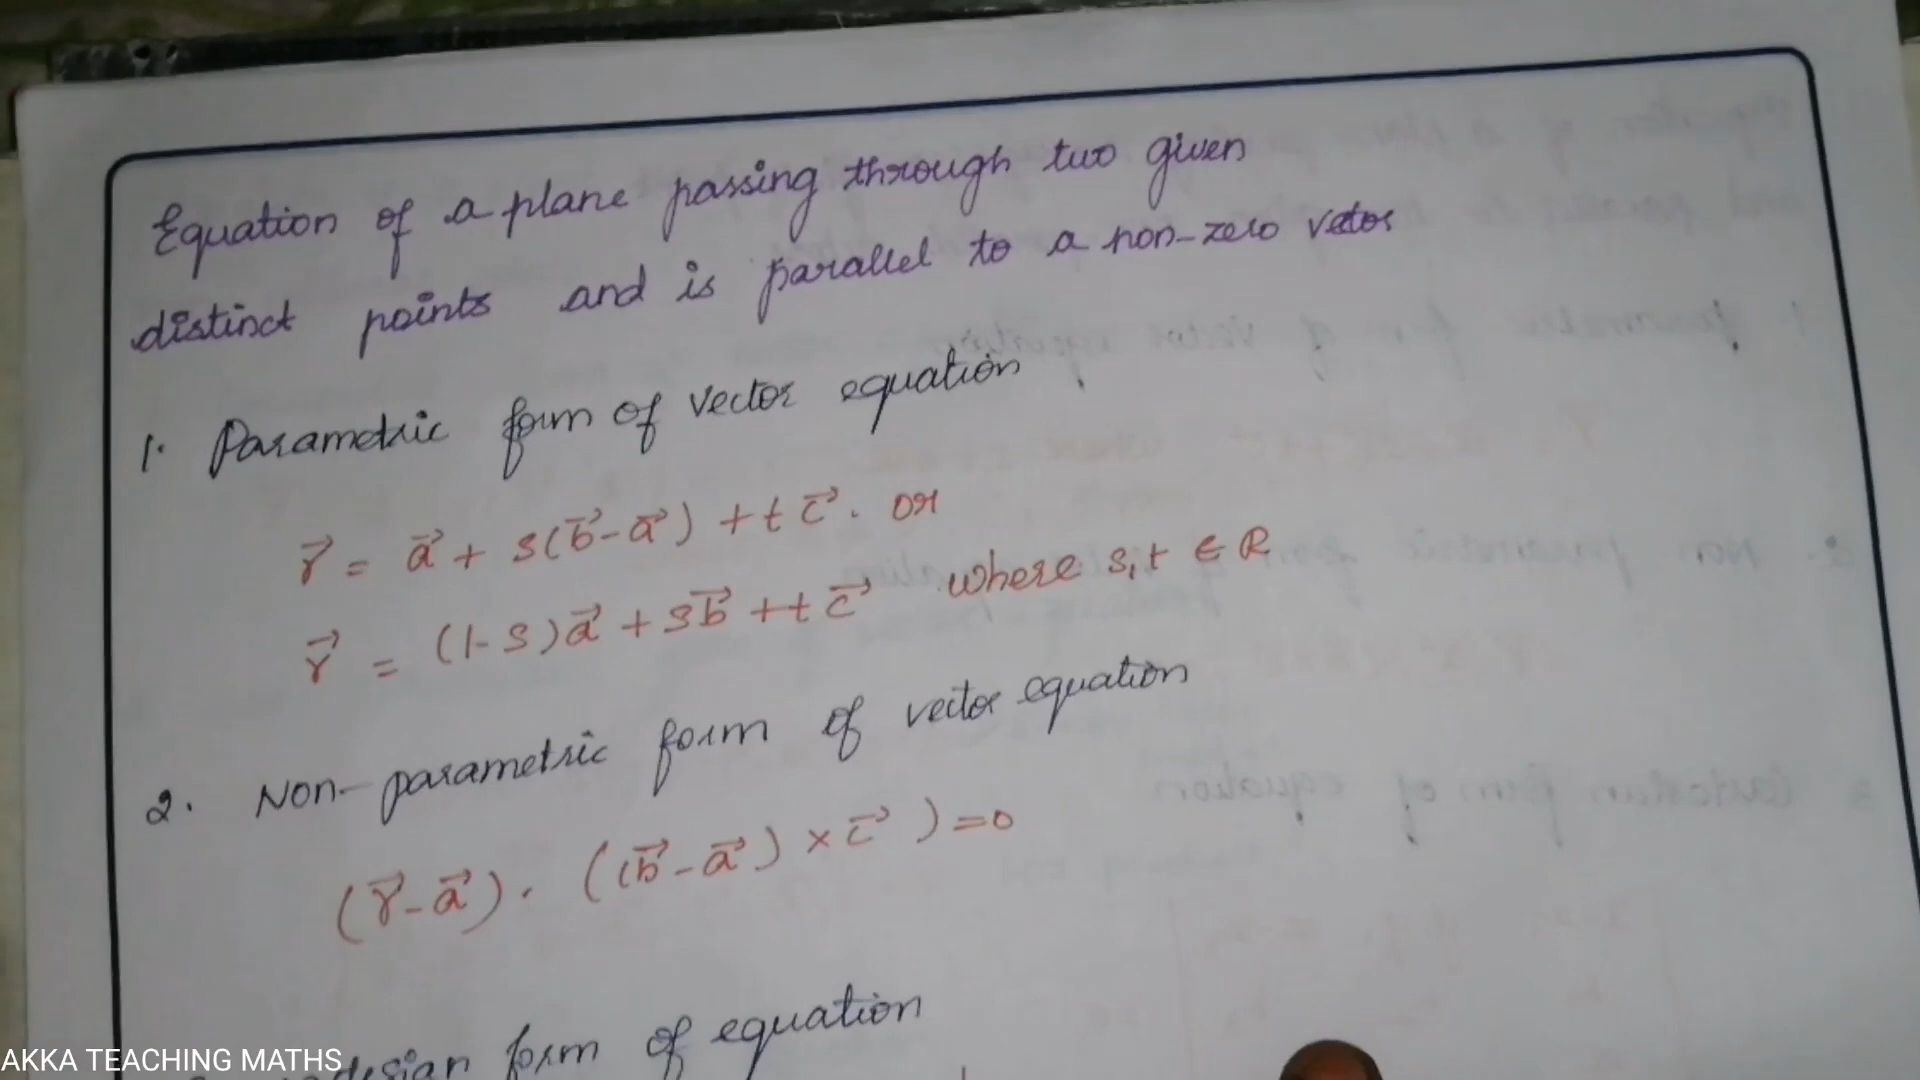 Equation of a plane passing through two given
distinct points and is parallel to a non-zero vector
1. Parametric form of vector equation
r⃗ = a⃗ + s(b⃗-a⃗) + t c⃗. or
r⃗ = (1-s)a⃗ + sb⃗ + t c⃗ where s,t ∈ R
2. Non-parametric form of vector equation
(r⃗-a⃗). ((b⃗-a⃗) × c⃗) = 0
form of equation
AKKA TEACHING MATHS